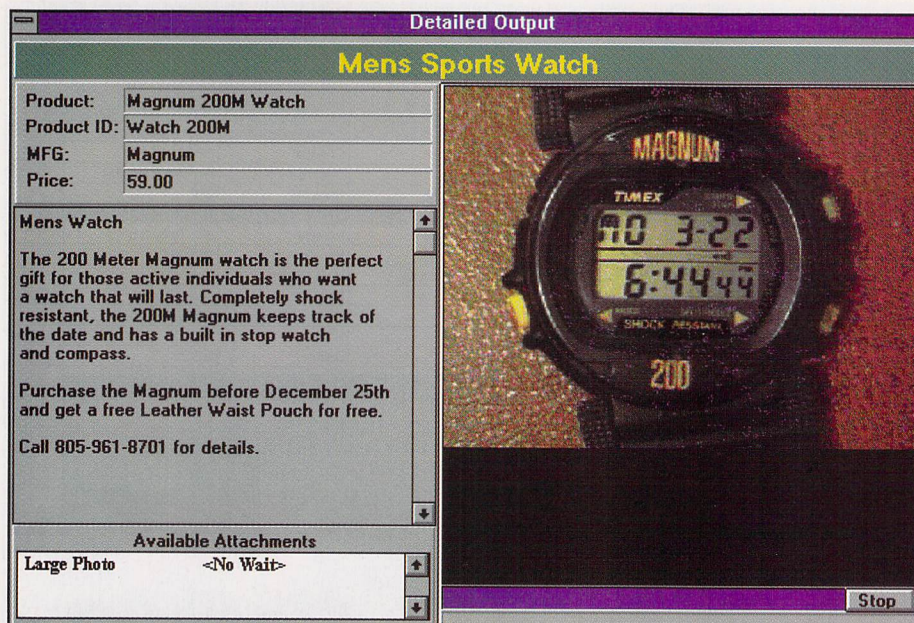 Detailed Output
Mens Sports Watch
Product: Magnum 200M Watch
Product ID: Watch 200M
MFG: Magnum
Price: 59.00
Mens Watch
The 200 Meter Magnum watch is the perfect
gift for those active individuals who want
a watch that will last. Completely shock
resistant, the 200M Magnum keeps track of
the date and has a built in stop watch
and compass.
Purchase the Magnum before December 25th
and get a free Leather Waist Pouch for free.
Call 805-961-8701 for details.
Available Attachments
Large Photo <No Wait>
MAGNUM
TIMEX
3-22
6:44 44
SHOCK RESISTANT
200
Stop